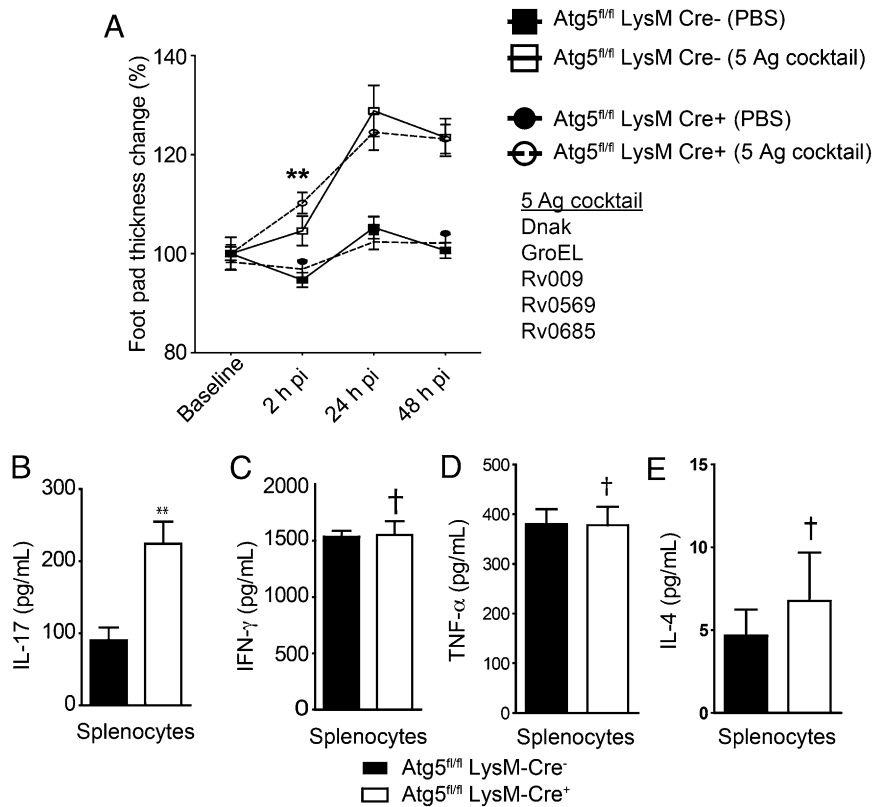 A
Foot pad thickness change (%)
140
120
100
80
**
Baseline
2 h pi
24 h pi
48 h pi
Atg5fl/fl LysM Cre- (PBS)
Atg5fl/fl LysM Cre- (5 Ag cocktail)
Atg5fl/fl LysM Cre+ (PBS)
Atg5fl/fl LysM Cre+ (5 Ag cocktail)
5 Ag cocktail
Dnak
GroEL
Rv009
Rv0569
Rv0685
B
IL-17 (pg/mL)
300
200
100
0
**
Splenocytes
C
IFN-γ (pg/mL)
2000
1500
1000
500
0
†
Splenocytes
D
TNF-α (pg/mL)
500
400
300
200
100
0
†
Splenocytes
E
IL-4 (pg/mL)
15
10
5
0
†
Splenocytes
Atg5fl/fl LysM-Cre-
Atg5fl/fl LysM-Cre+